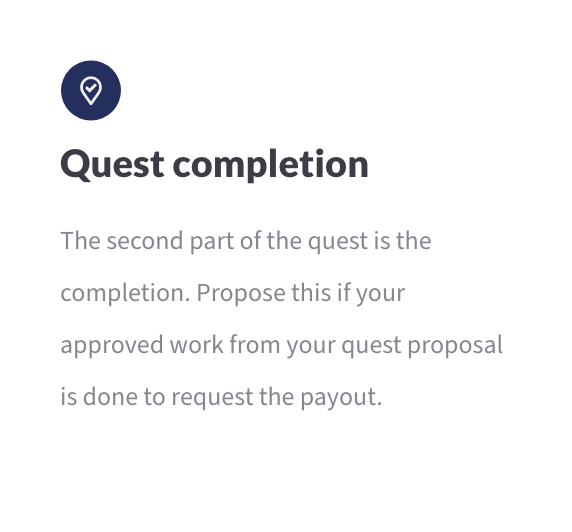 Quest completion
The second part of the quest is the
completion. Propose this if your
approved work from your quest proposal
is done to request the payout.